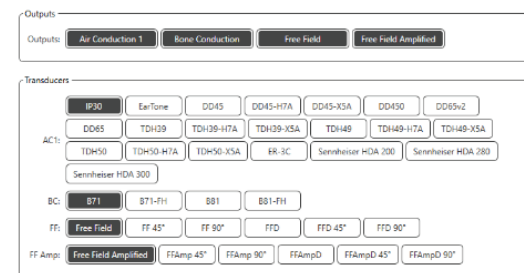 Outputs
Outputs: Air Conduction 1 Bone Conduction Free Field Free Field Amplified
Transducers
IP30 EarTone DD45 DD45-H7A DD45-X5A DD450 DD65v2
AC1: DD65 TDH39 TDH39-H7A TDH39-X5A TDH49 TDH49-H7A TDH49-X5A
TDH50 TDH50-H7A TDH50-X5A ER-3C Sennheiser HDA 200 Sennheiser HDA 280
Sennheiser HDA 300
BC: B71 B71-FH B81 B81-FH
FF: Free Field FF 45° FF 90° FFD FFD 45° FFD 90°
FF Amp: Free Field Amplified FFAmp 45° FFAmp 90° FFAmpD FFAmpD 45° FFAmpD 90°